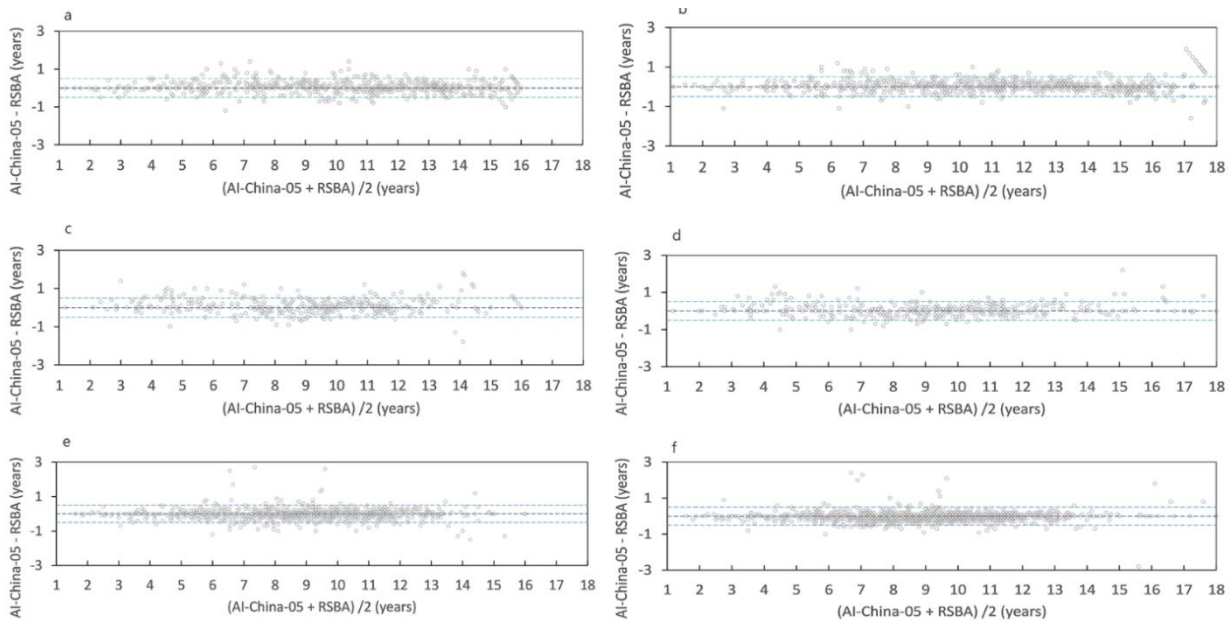 a
AI-China-05 - RSBA (years)
3
1
-1
-3
1 2 3 4 5 6 7 8 9 10 11 12 13 14 15 16 17 18
(AI-China-05 + RSBA) /2 (years)
b
AI-China-05 - RSBA (years)
3
1
-1
-3
1 2 3 4 5 6 7 8 9 10 11 12 13 14 15 16 17 18
(AI-China-05 + RSBA) /2 (years)
c
AI-China-05 - RSBA (years)
3
1
-1
-3
1 2 3 4 5 6 7 8 9 10 11 12 13 14 15 16 17 18
(AI-China-05 + RSBA) /2 (years)
d
AI-China-05 - RSBA (years)
3
1
-1
-3
1 2 3 4 5 6 7 8 9 10 11 12 13 14 15 16 17 18
(AI-China-05 + RSBA) /2 (years)
e
AI-China-05 - RSBA (years)
3
1
-1
-3
1 2 3 4 5 6 7 8 9 10 11 12 13 14 15 16 17 18
(AI-China-05 + RSBA) /2 (years)
f
AI-China-05 - RSBA (years)
3
1
-1
-3
1 2 3 4 5 6 7 8 9 10 11 12 13 14 15 16 17 18
(AI-China-05 + RSBA) /2 (years)